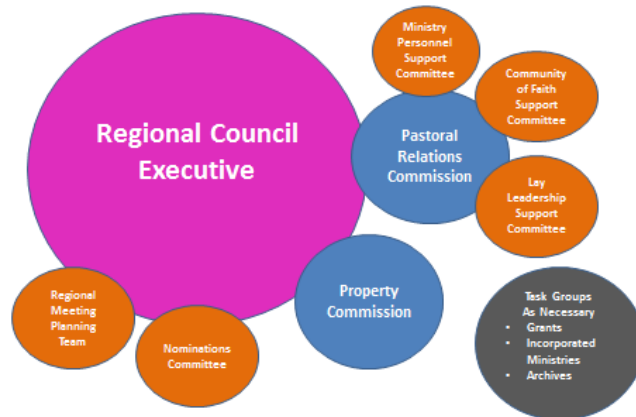 Regional Council
Executive
Ministry
Personnel
Support
Committee
Community
of Faith
Support
Committee
Pastoral
Relations
Commission
Lay
Leadership
Support
Committee
Property
Commission
Regional
Meeting
Planning
Team
Nominations
Committee
Task Groups
As Necessary
• Grants
• Incorporated
Ministries
• Archives